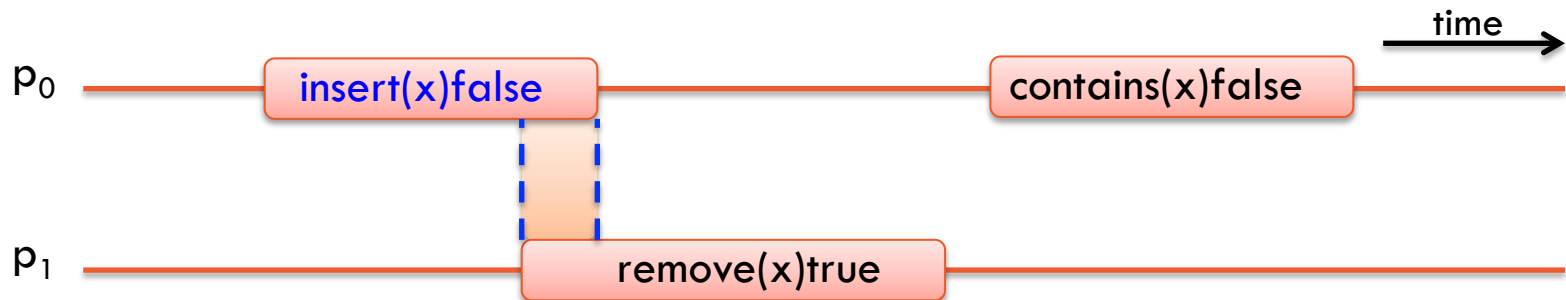 time
p₀ insert(x)false contains(x)false
p₁ remove(x)true